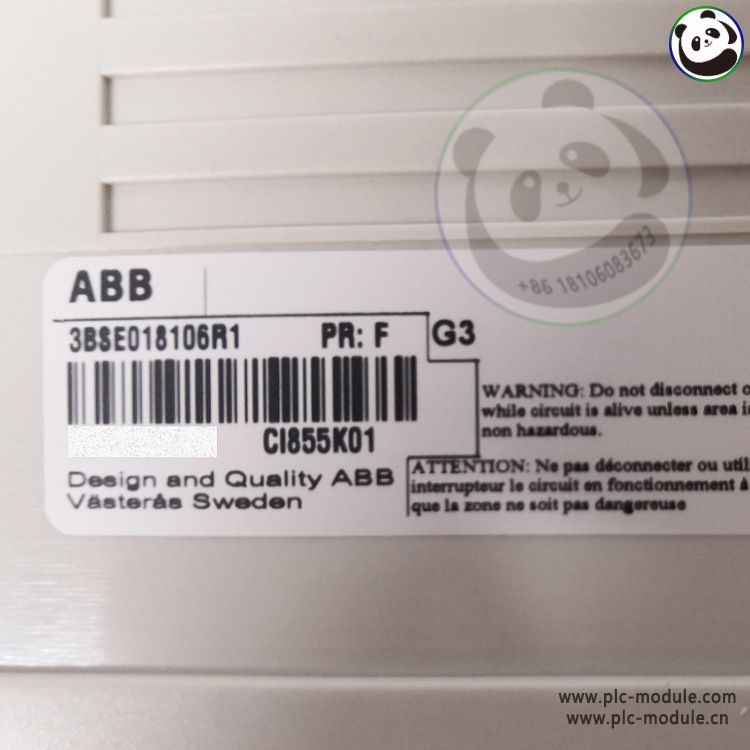 +86 18106083673
ABB
3BSE018106R1 PR: F G3
CI855K01
Design and Quality ABB
Västerås Sweden
WARNING: Do not disconnect
while circuit is alive unless area
non hazardous.
ATTENTION: Ne pas déconnecter ou
interrupteur le circuit en fonctionnement à
que la zone ne soit pas dangereuse
www.plc-module.com
www.plc-module.cn